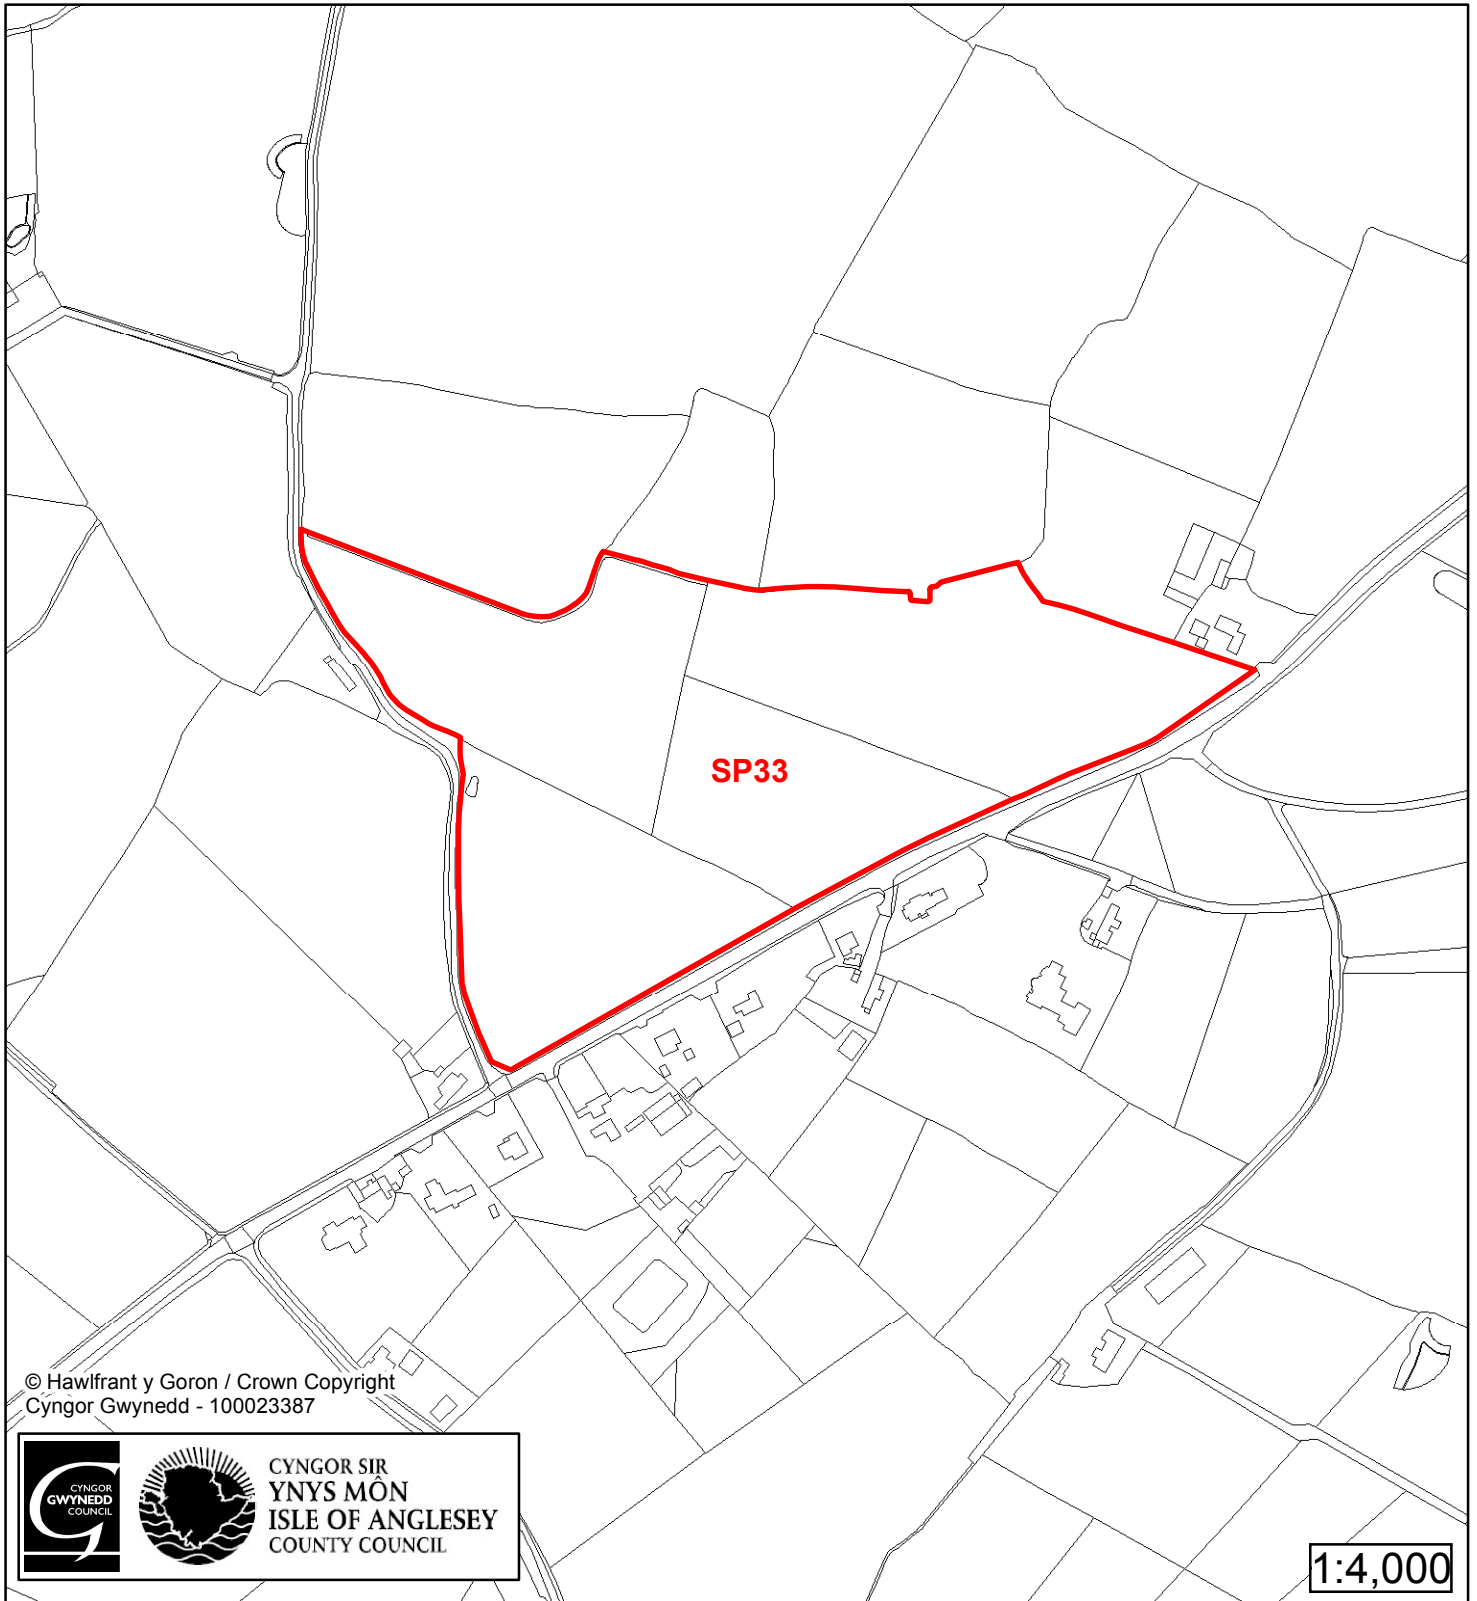 SP33
© Hawlfrant y Goron / Crown Copyright
Cyngor Gwynedd - 100023387
CYNGOR
GWYNEDD
COUNCIL
CYNGOR SIR
YNYS MÔN
ISLE OF ANGLESEY
COUNTY COUNCIL
1:4,000